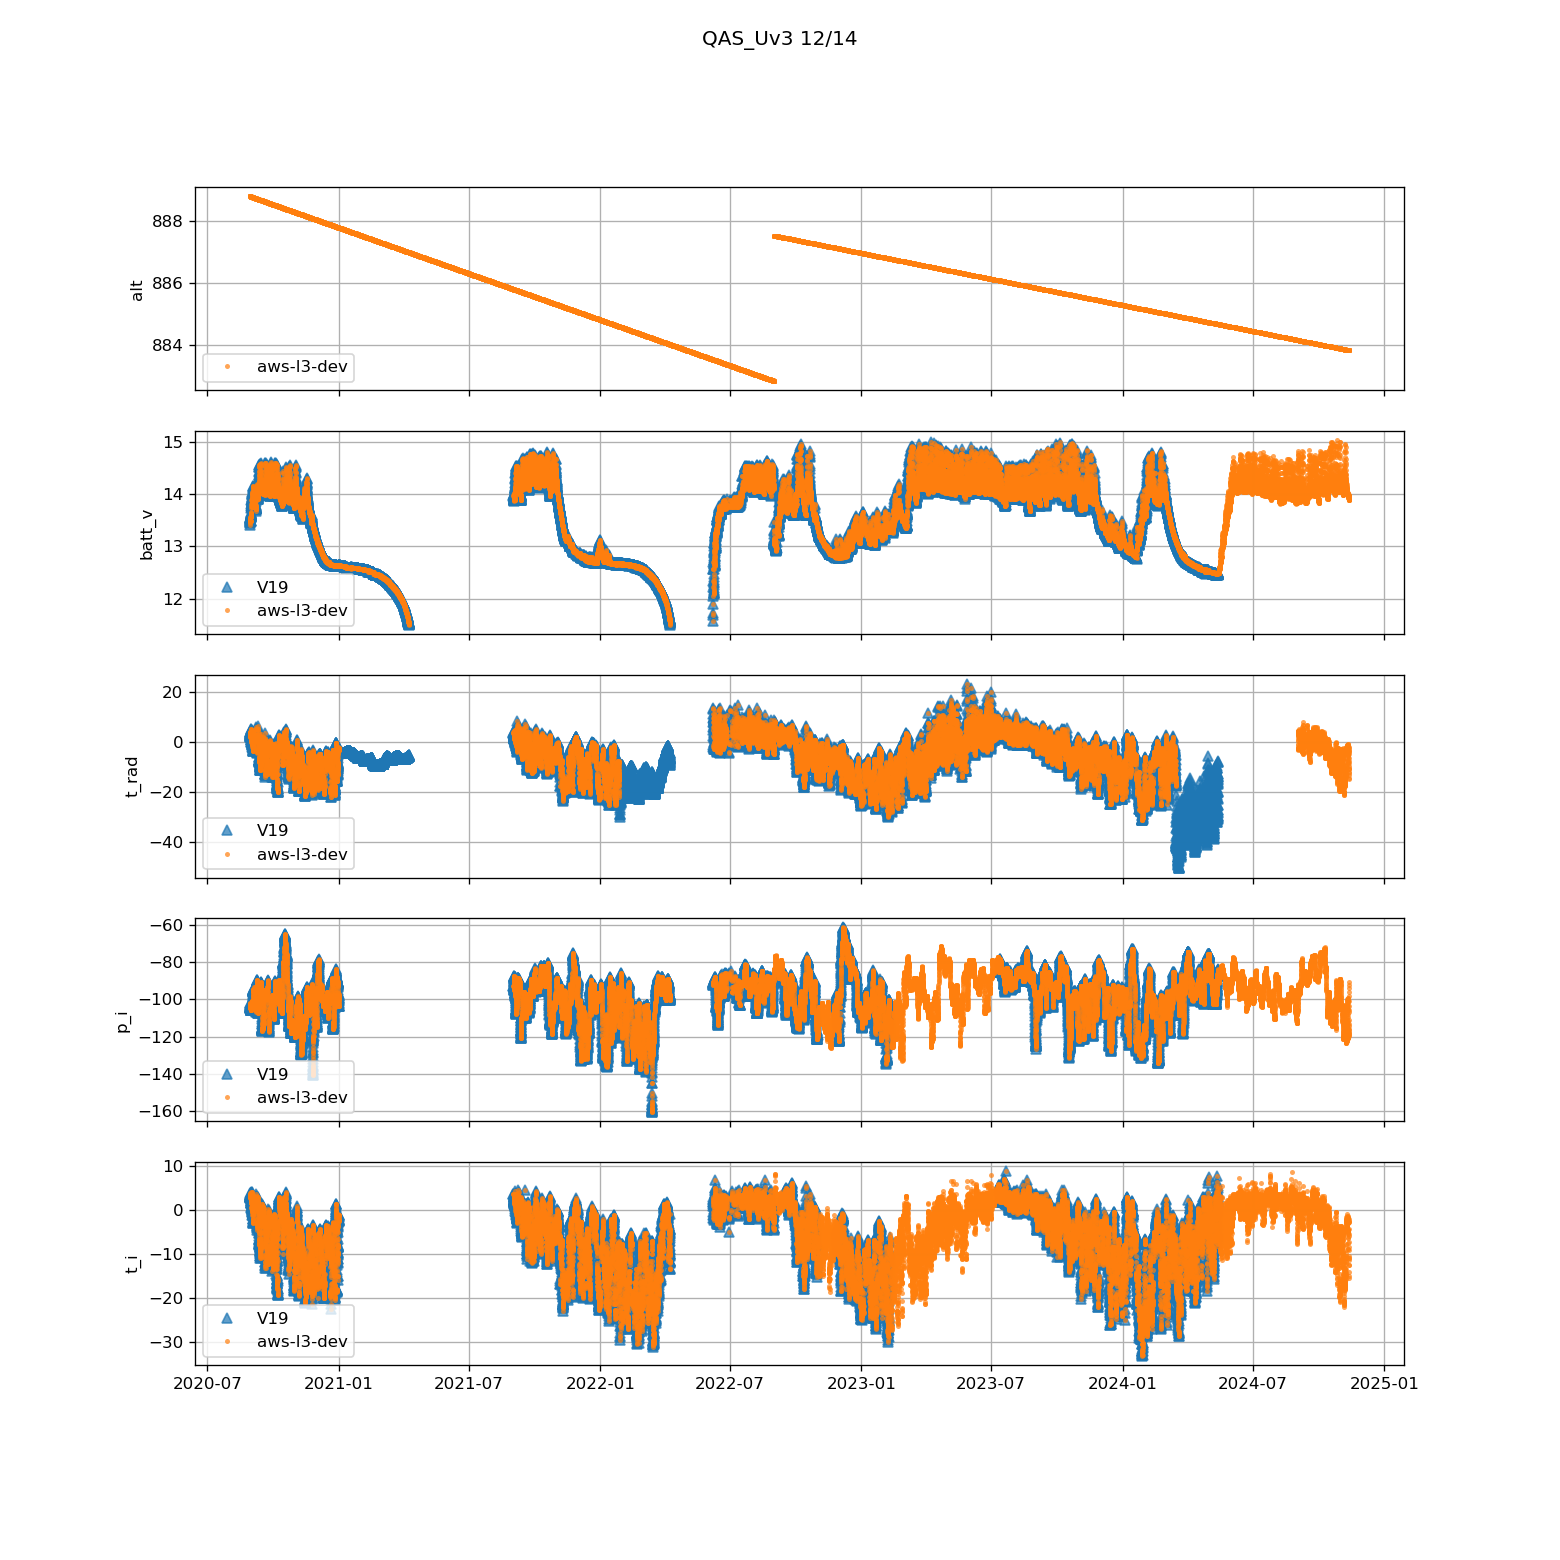 QAS_Uv3 12/14
888
886
884
alt
aws-l3-dev
15
14
13
12
batt_v
V19
aws-l3-dev
20
0
−20
−40
t_rad
V19
aws-l3-dev
−60
−80
−100
−120
−140
−160
p_i
V19
aws-l3-dev
10
0
−10
−20
−30
t_i
V19
aws-l3-dev
2020-07 2021-01 2021-07 2022-01 2022-07 2023-01 2023-07 2024-01 2024-07 2025-01